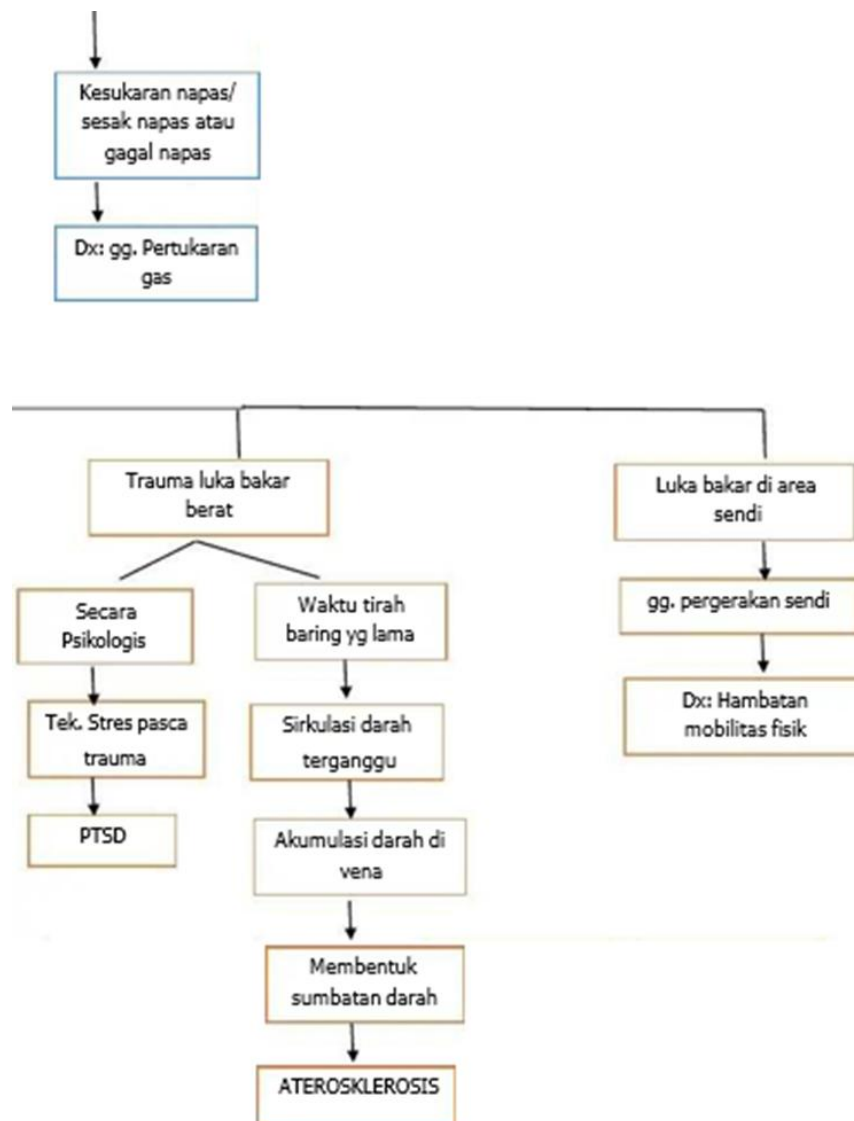 Kesukaran napas/
sesak napas atau
gagal napas
Dx: gg. Pertukaran
gas
Trauma luka bakar
berat
Luka bakar di area
sendi
Secara
Psikologis
Waktu tirah
baring yg lama
gg. pergerakan sendi
Tek. Stres pasca
trauma
Sirkulasi darah
terganggu
Dx: Hambatan
mobilitas fisik
PTSD
Akumulasi darah di
vena
Membentuk
sumbatan darah
ATEROSKLEROSIS